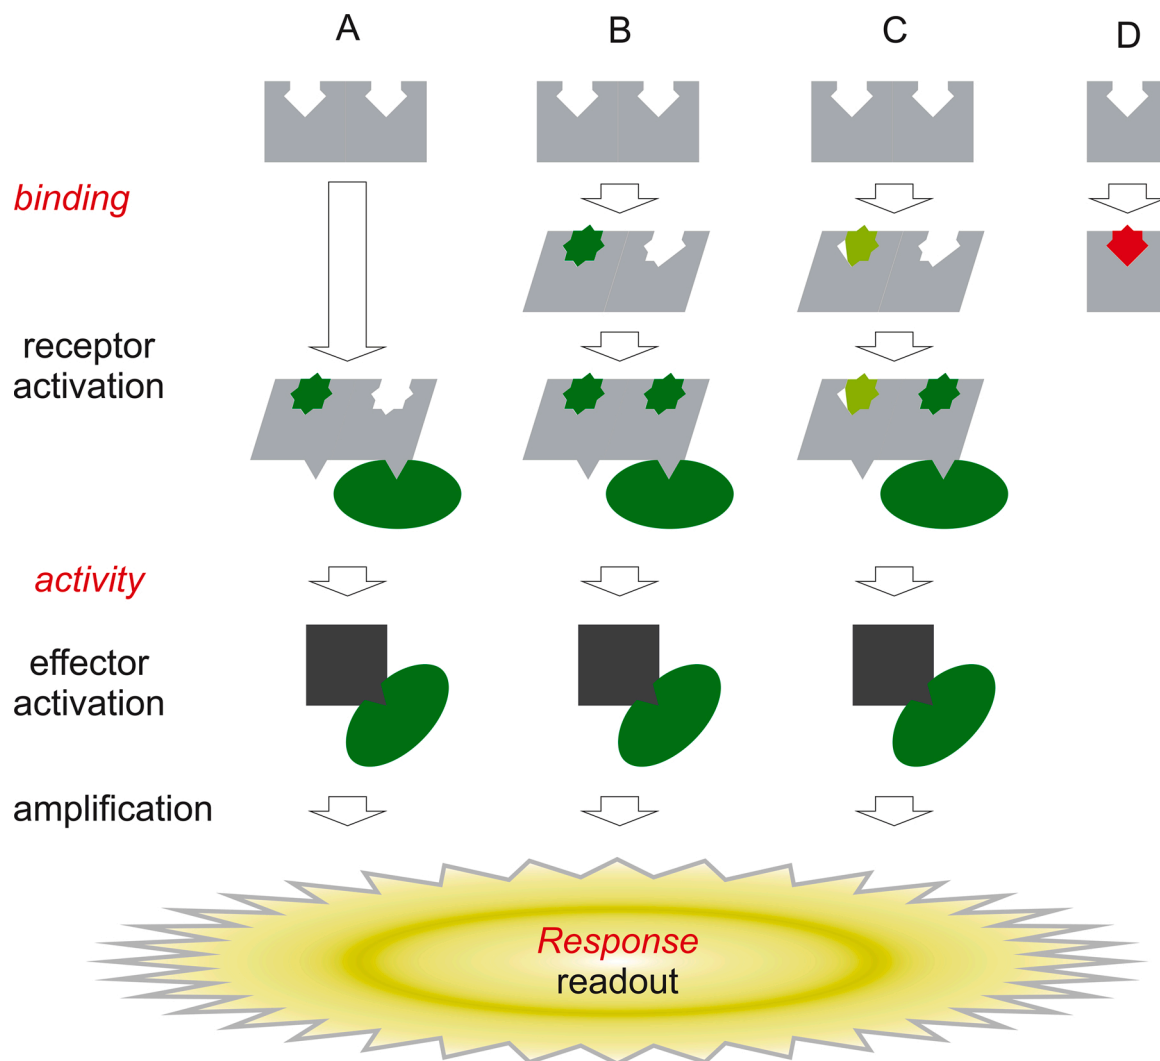 A
B
C
D
binding
receptor
activation
activity
effector
activation
amplification
Response
readout